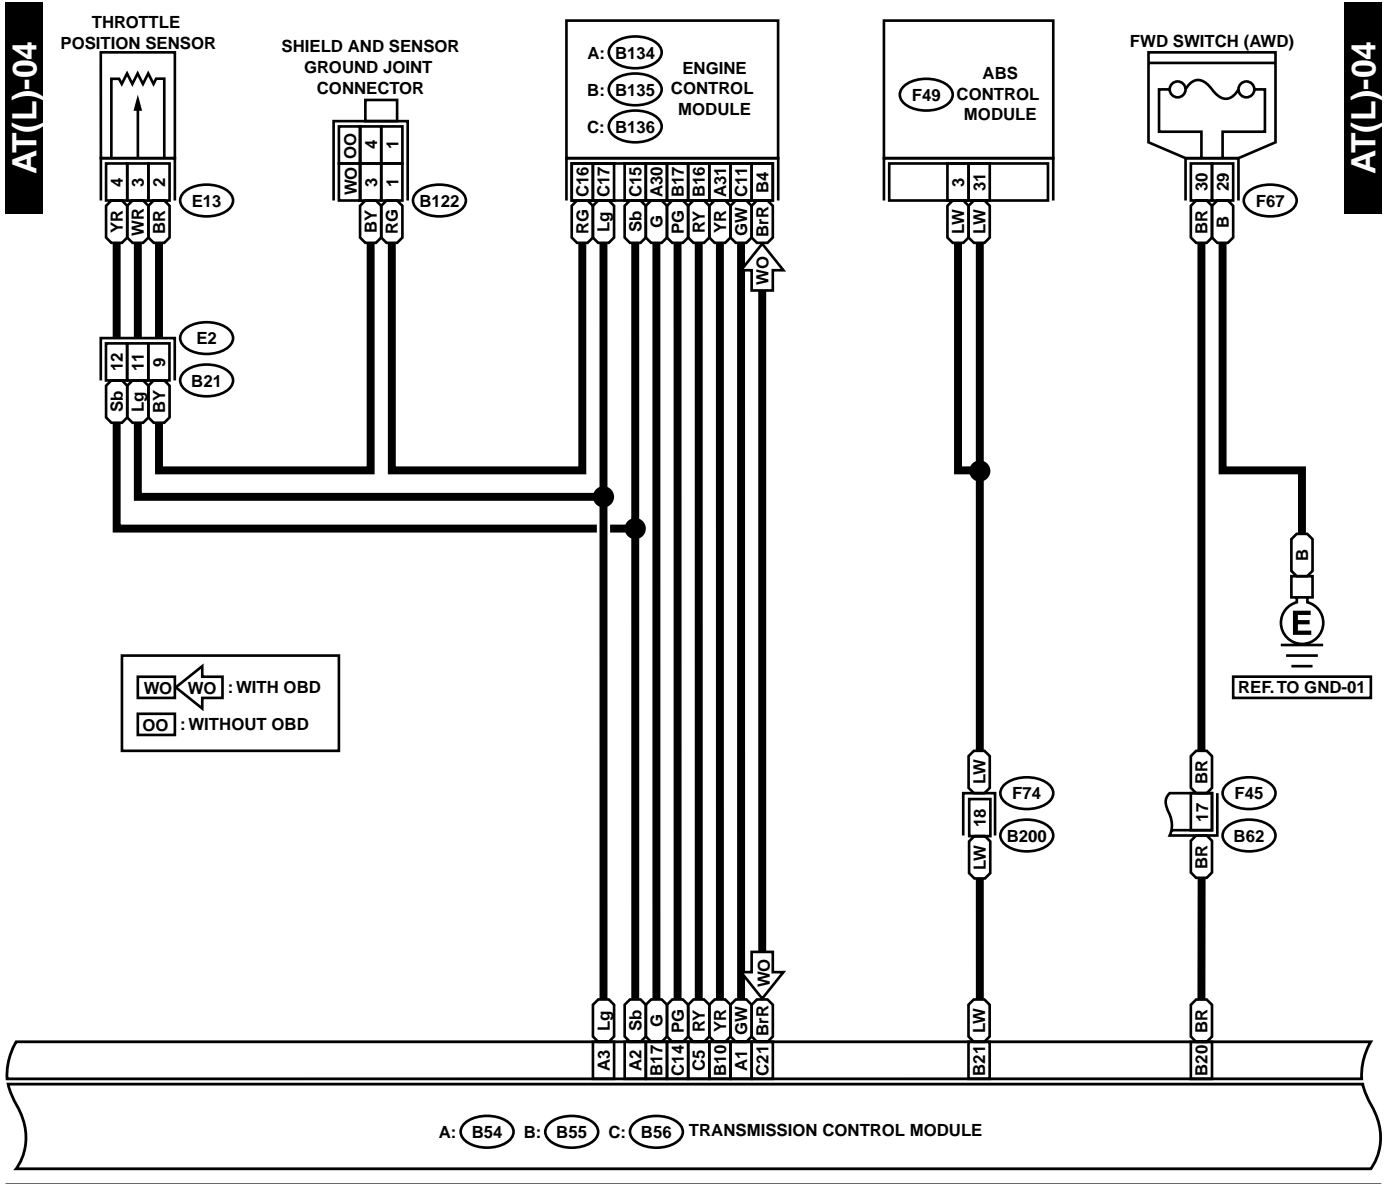 AT(L)-04
AT(L)-04
THROTTLE
POSITION SENSOR
SHIELD AND SENSOR
GROUND JOINT
CONNECTOR
A: B134
B: B135
C: B136
ENGINE
CONTROL
MODULE
F49
ABS
CONTROL
MODULE
FWD SWITCH (AWD)
4 3 2
E13
YR WR BR
OO 4 1
WO 3 1
B122
BY RG
C16 C17 C15 A30 B17 B16 A31 C11 B4
RG Lg Sb G PG RY YR GW BrR
WO
3 31
LW LW
30 29
F67
BR B
E2
12 11 9
B21
Sb Lg BY
B
E
REF. TO GND-01
WO WO : WITH OBD
OO : WITHOUT OBD
LW
F74
18
B200
LW
BR
F45
17
B62
BR
WO
Lg Sb G PG RY YR GW BrR
LW
BR
A3 A2 B17 C14 C5 B10 A1 C21
B21
B20
A: B54 B: B55 C: B56 TRANSMISSION CONTROL MODULE